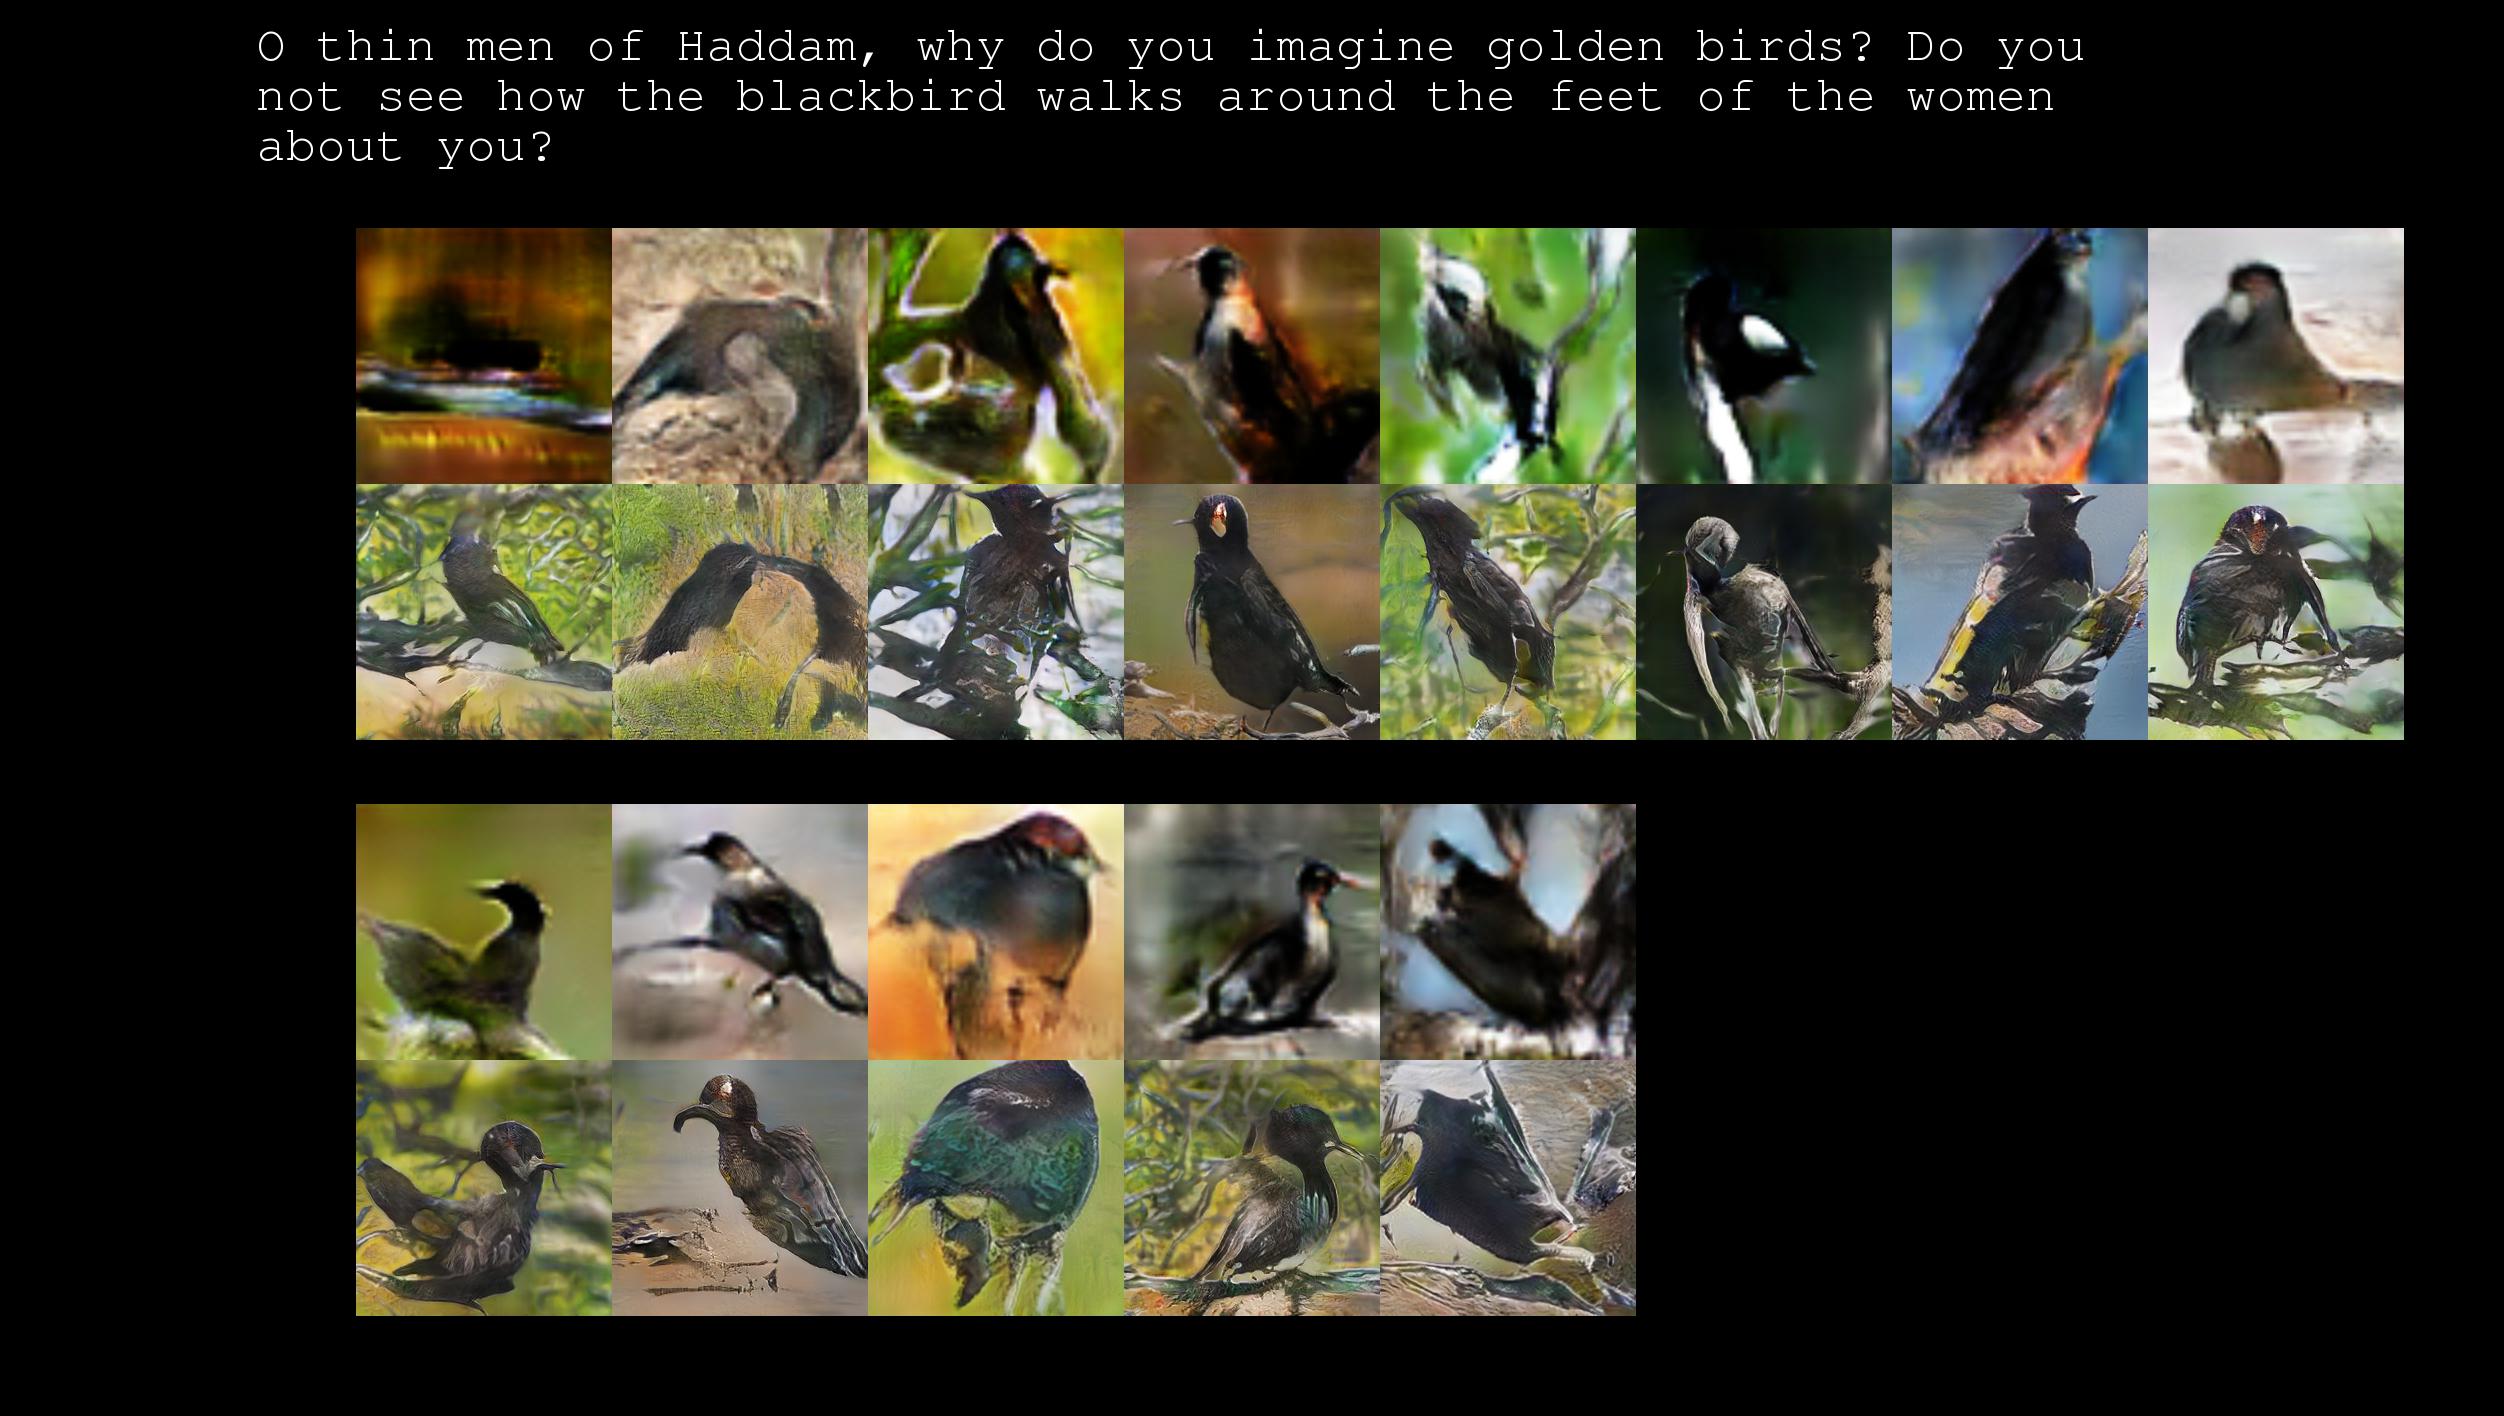 O thin men of Haddam, why do you imagine golden birds? Do you
not see how the blackbird walks around the feet of the women
about you?